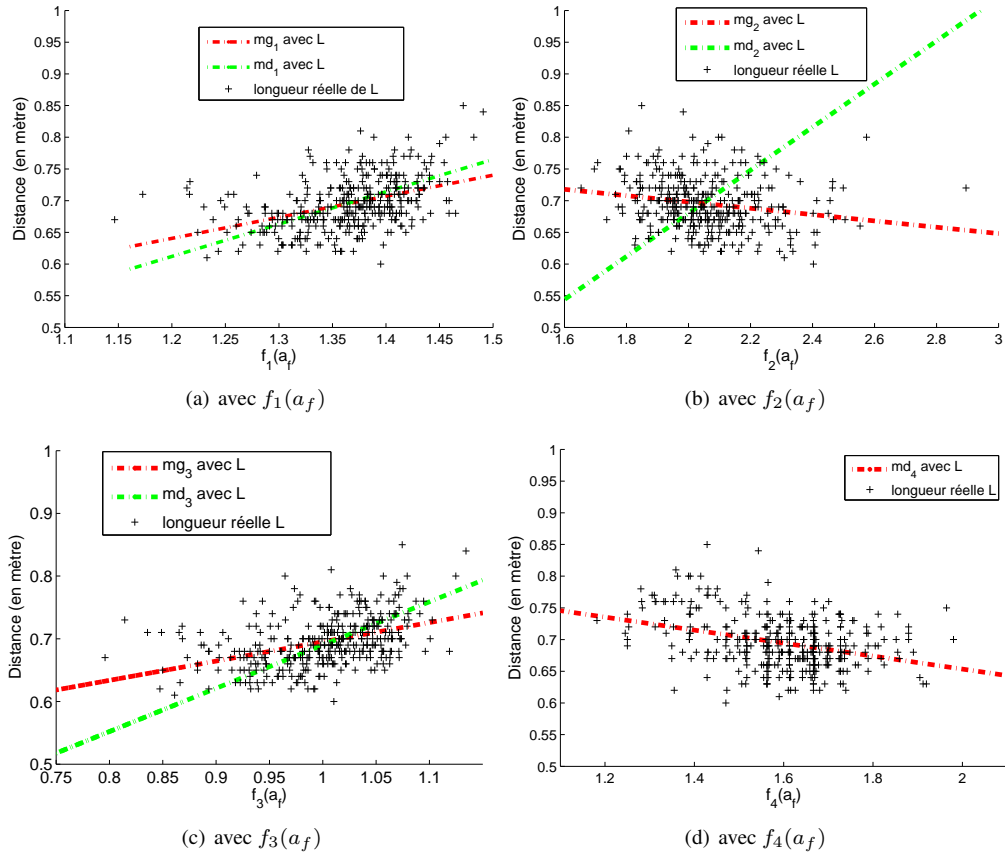 1
0.95
0.9
0.85
0.8
0.75
0.7
0.65
0.6
0.55
0.5
Distance (en mètre)
mg1 avec L
md1 avec L
longueur réelle de L
1.1 1.2 1.3 1.4 1.5
f1(af)
(a) avec f1(af)
1
0.95
0.9
0.85
0.8
0.75
0.7
0.65
0.6
0.55
0.5
Distance (en mètre)
mg2 avec L
md2 avec L
longueur réelle L
1.6 1.8 2 2.2 2.4 2.6 2.8 3
f2(af)
(b) avec f2(af)
1
0.9
0.8
0.7
0.6
0.5
Distance (en mètre)
mg3 avec L
md3 avec L
longueur réelle L
0.75 0.8 0.85 0.9 0.95 1 1.05 1.1
f3(af)
(c) avec f3(af)
1
0.95
0.9
0.85
0.8
0.75
0.7
0.65
0.6
0.55
0.5
Distance (en mètre)
md4 avec L
longueur réelle L
1.2 1.4 1.6 1.8 2
f4(af)
(d) avec f4(af)